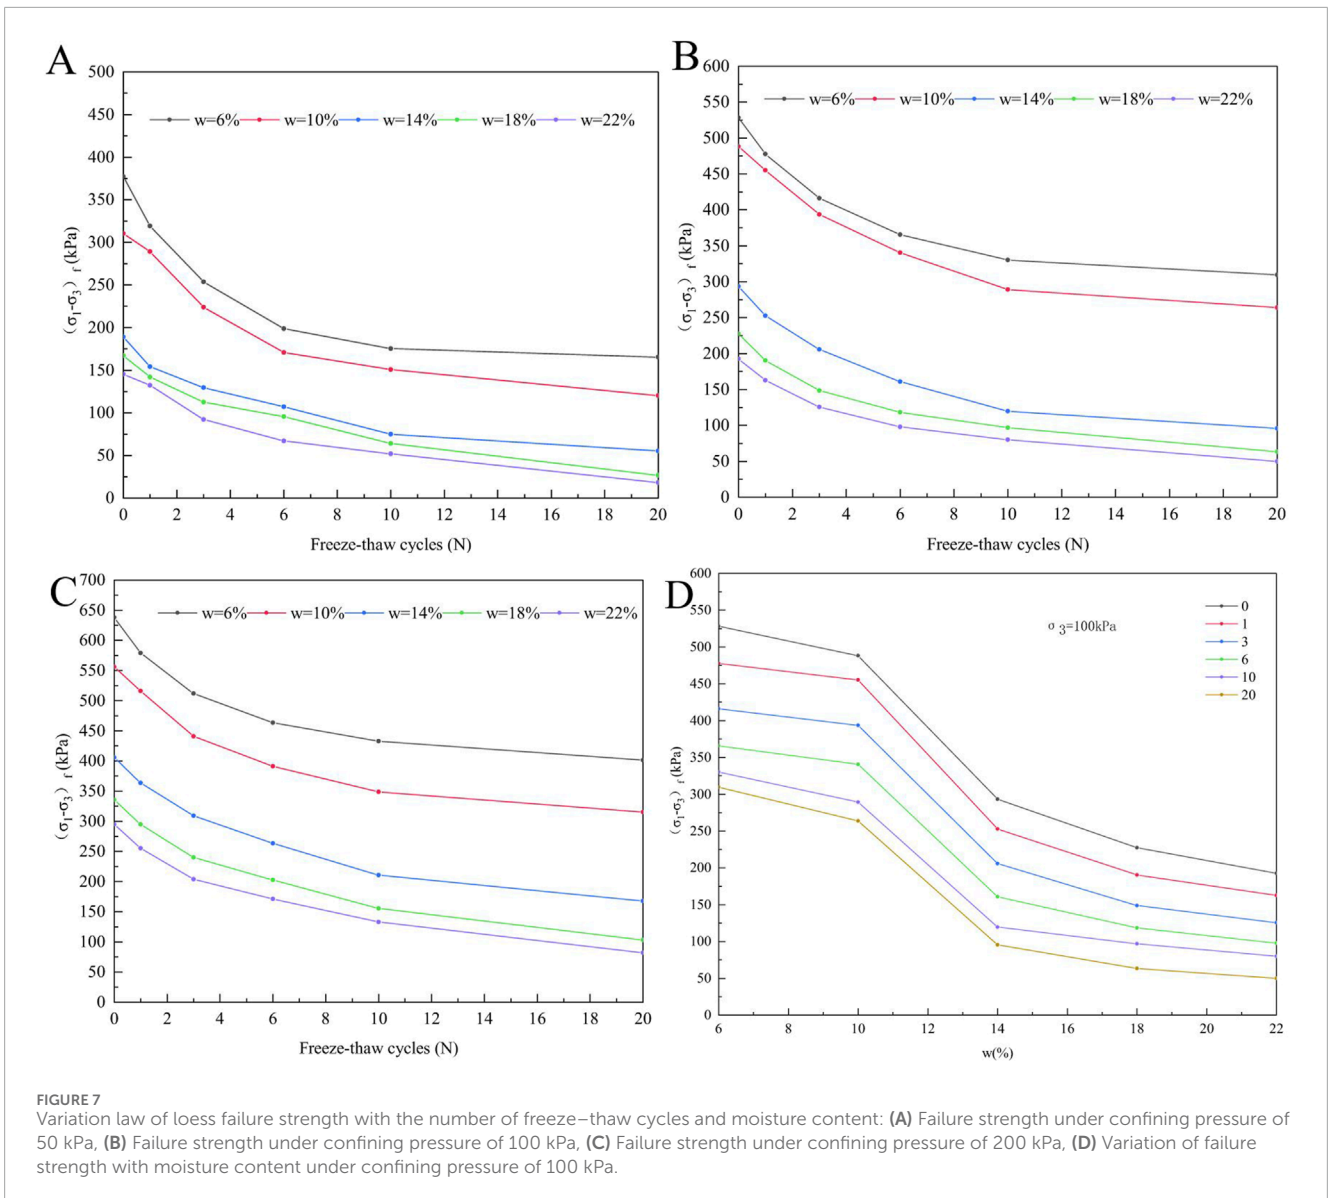 A
500
450
400
350
300
250
200
150
100
50
0
w=6% w=10% w=14% w=18% w=22%
(σ1-σ3) f (kPa)
0 2 4 6 8 10 12 14 16 18 20
Freeze-thaw cycles (N)
B
600
550
500
450
400
350
300
250
200
150
100
50
0
w=6% w=10% w=14% w=18% w=22%
(σ1-σ3) f (kPa)
0 2 4 6 8 10 12 14 16 18 20
Freeze-thaw cycles (N)
C
700
650
600
550
500
450
400
350
300
250
200
150
100
50
0
w=6% w=10% w=14% w=18% w=22%
(σ1-σ3) f (kPa)
0 2 4 6 8 10 12 14 16 18 20
Freeze-thaw cycles (N)
D
600
550
500
450
400
350
300
250
200
150
100
50
0
σ 3=100kPa
0
1
3
6
10
20
(σ1-σ3) f (kPa)
6 8 10 12 14 16 18 20 22
w(%)
FIGURE 7
Variation law of loess failure strength with the number of freeze–thaw cycles and moisture content: (A) Failure strength under confining pressure of
50 kPa, (B) Failure strength under confining pressure of 100 kPa, (C) Failure strength under confining pressure of 200 kPa, (D) Variation of failure
strength with moisture content under confining pressure of 100 kPa.